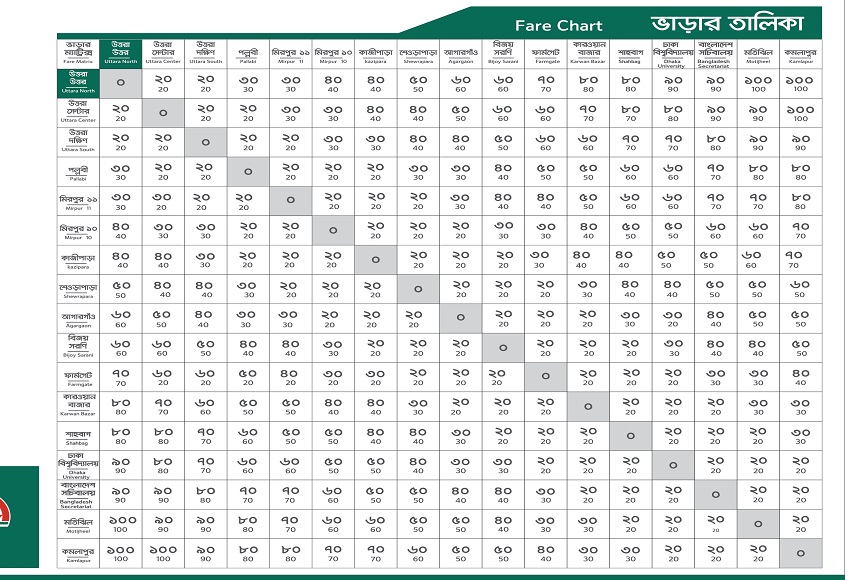 Fare Chart ভাড়ার তালিকা
ভাড়ার ম্যাট্রিক্স উত্তরা উত্তর উত্তরা সেন্টার উত্তরা দক্ষিণ পল্লবী মিরপুর ১১ মিরপুর ১০ কাজীপাড়া শেওড়াপাড়া আগারগাঁও বিজয় সরণি ফার্মগেট কারওয়ান বাজার শাহবাগ ঢাকা বিশ্ববিদ্যালয় বাংলাদেশ সচিবালয় মতিঝিল কমলাপুর
Fare Matrix Uttara North Uttara Center Uttara South Pallabi Mirpur 11 Mirpur 10 kazipara Shewrapara Agargaon Bijoy Sarani Farmgate Karwan Bazar Shahbag Dhaka University Bangladesh Secretariat Motijheel Kamlapur
উত্তরা উত্তর ০ ২০ ২০ ৩০ ৩০ ৪০ ৪০ ৫০ ৬০ ৬০ ৭০ ৮০ ৮০ ৯০ ৯০ ১০০ ১০০
Uttara North 20 20 30 30 40 40 50 60 60 70 80 80 90 90 100 100
উত্তরা সেন্টার ২০ ০ ২০ ২০ ৩০ ৩০ ৪০ ৪০ ৫০ ৬০ ৬০ ৭০ ৮০ ৮০ ৯০ ৯০ ১০০
Uttara Center 20 20 20 30 30 40 40 50 60 60 70 80 80 90 90 100
উত্তরা দক্ষিণ ২০ ২০ ০ ২০ ২০ ৩০ ৩০ ৪০ ৪০ ৫০ ৬০ ৬০ ৭০ ৭০ ৮০ ৯০ ৯০
Uttara South 20 20 20 20 30 30 40 40 50 60 60 70 70 80 90 90
পল্লবী ৩০ ২০ ২০ ০ ২০ ২০ ২০ ৩০ ৩০ ৪০ ৫০ ৫০ ৬০ ৬০ ৭০ ৮০ ৮০
Pallabi 30 20 20 20 20 20 30 30 40 50 50 60 60 70 80 80
মিরপুর ১১ ৩০ ৩০ ২০ ২০ ০ ২০ ২০ ২০ ৩০ ৪০ ৪০ ৫০ ৬০ ৬০ ৭০ ৭০ ৮০
Mirpur 11 30 30 20 20 20 20 20 30 40 40 50 60 60 70 70 80
মিরপুর ১০ ৪০ ৩০ ৩০ ২০ ২০ ০ ২০ ২০ ২০ ৩০ ৩০ ৪০ ৫০ ৫০ ৬০ ৬০ ৭০
Mirpur 10 40 30 30 20 20 20 20 20 30 30 40 50 50 60 60 70
কাজীপাড়া ৪০ ৪০ ৩০ ২০ ২০ ২০ ০ ২০ ২০ ২০ ৩০ ৪০ ৪০ ৫০ ৫০ ৬০ ৭০
kazipara 40 40 30 20 20 20 20 20 20 30 40 40 50 50 60 70
শেওড়াপাড়া ৫০ ৪০ ৪০ ৩০ ২০ ২০ ২০ ০ ২০ ২০ ২০ ৩০ ৪০ ৪০ ৫০ ৫০ ৬০
Shewrapara 50 40 40 30 20 20 20 20 20 20 30 40 40 50 50 60
আগারগাঁও ৬০ ৫০ ৪০ ৩০ ৩০ ২০ ২০ ২০ ০ ২০ ২০ ২০ ৩০ ৩০ ৪০ ৫০ ৫০
Agargaon 60 50 40 30 30 20 20 20 20 20 20 30 30 40 50 50
বিজয় সরণি ৬০ ৬০ ৫০ ৪০ ৪০ ৩০ ২০ ২০ ২০ ০ ২০ ২০ ২০ ৩০ ৪০ ৪০ ৫০
Bijoy Sarani 60 60 50 40 40 30 20 20 20 20 20 20 30 40 40 50
ফার্মগেট ৭০ ৬০ ২০ ৫০ ৪০ ৩০ ৩০ ২০ ২০ ২০ ০ ২০ ২০ ২০ ৩০ ৩০ ৪০
Farmgate 70 20 20 50 40 30 30 20 20 20 20 20 20 30 30 40
কারওয়ান বাজার ৮০ ৭০ ৬০ ৫০ ৫০ ৪০ ৪০ ৩০ ২০ ২০ ২০ ০ ২০ ২০ ২০ ৩০ ৩০
Karwan Bazar 80 70 60 50 50 40 40 30 20 20 20 20 20 20 30 30
শাহবাগ ৮০ ৮০ ৭০ ৬০ ৫০ ৫০ ৪০ ৪০ ৩০ ২০ ২০ ২০ ০ ২০ ২০ ২০ ৩০
Shahbag 80 80 70 60 50 50 40 40 30 20 20 20 20 20 20 30
ঢাকা বিশ্ববিদ্যালয় ৯০ ৮০ ৭০ ৬০ ৬০ ৫০ ৫০ ৪০ ৩০ ৩০ ২০ ২০ ২০ ০ ২০ ২০ ২০
Dhaka University 90 80 70 60 60 50 50 40 30 30 20 20 20 20 20 20
বাংলাদেশ সচিবালয় ৯০ ৯০ ৮০ ৭০ ৭০ ৬০ ৫০ ৫০ ৪০ ৪০ ৩০ ২০ ২০ ২০ ০ ২০ ২০
Bangladesh Secretariat 90 90 80 70 70 60 50 50 40 40 30 20 20 20 20 20
মতিঝিল ১০০ ৯০ ৯০ ৮০ ৭০ ৬০ ৬০ ৫০ ৫০ ৪০ ৩০ ৩০ ২০ ২০ ২০ ০ ২০
Motijheel 100 90 90 80 70 60 60 50 50 40 30 30 20 20 20 20
কমলাপুর ১০০ ১০০ ৯০ ৮০ ৮০ ৭০ ৭০ ৬০ ৫০ ৫০ ৪০ ৩০ ৩০ ২০ ২০ ২০ ০
Kamlapur 100 100 90 80 80 70 70 60 50 50 40 30 30 20 20 20